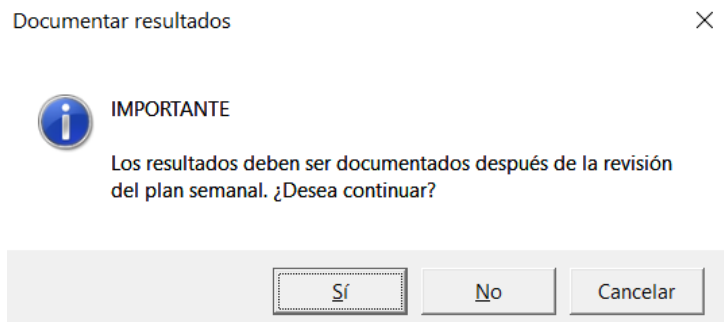 Documentar resultados
IMPORTANTE
Los resultados deben ser documentados después de la revisión
del plan semanal. ¿Desea continuar?
Sí
No
Cancelar